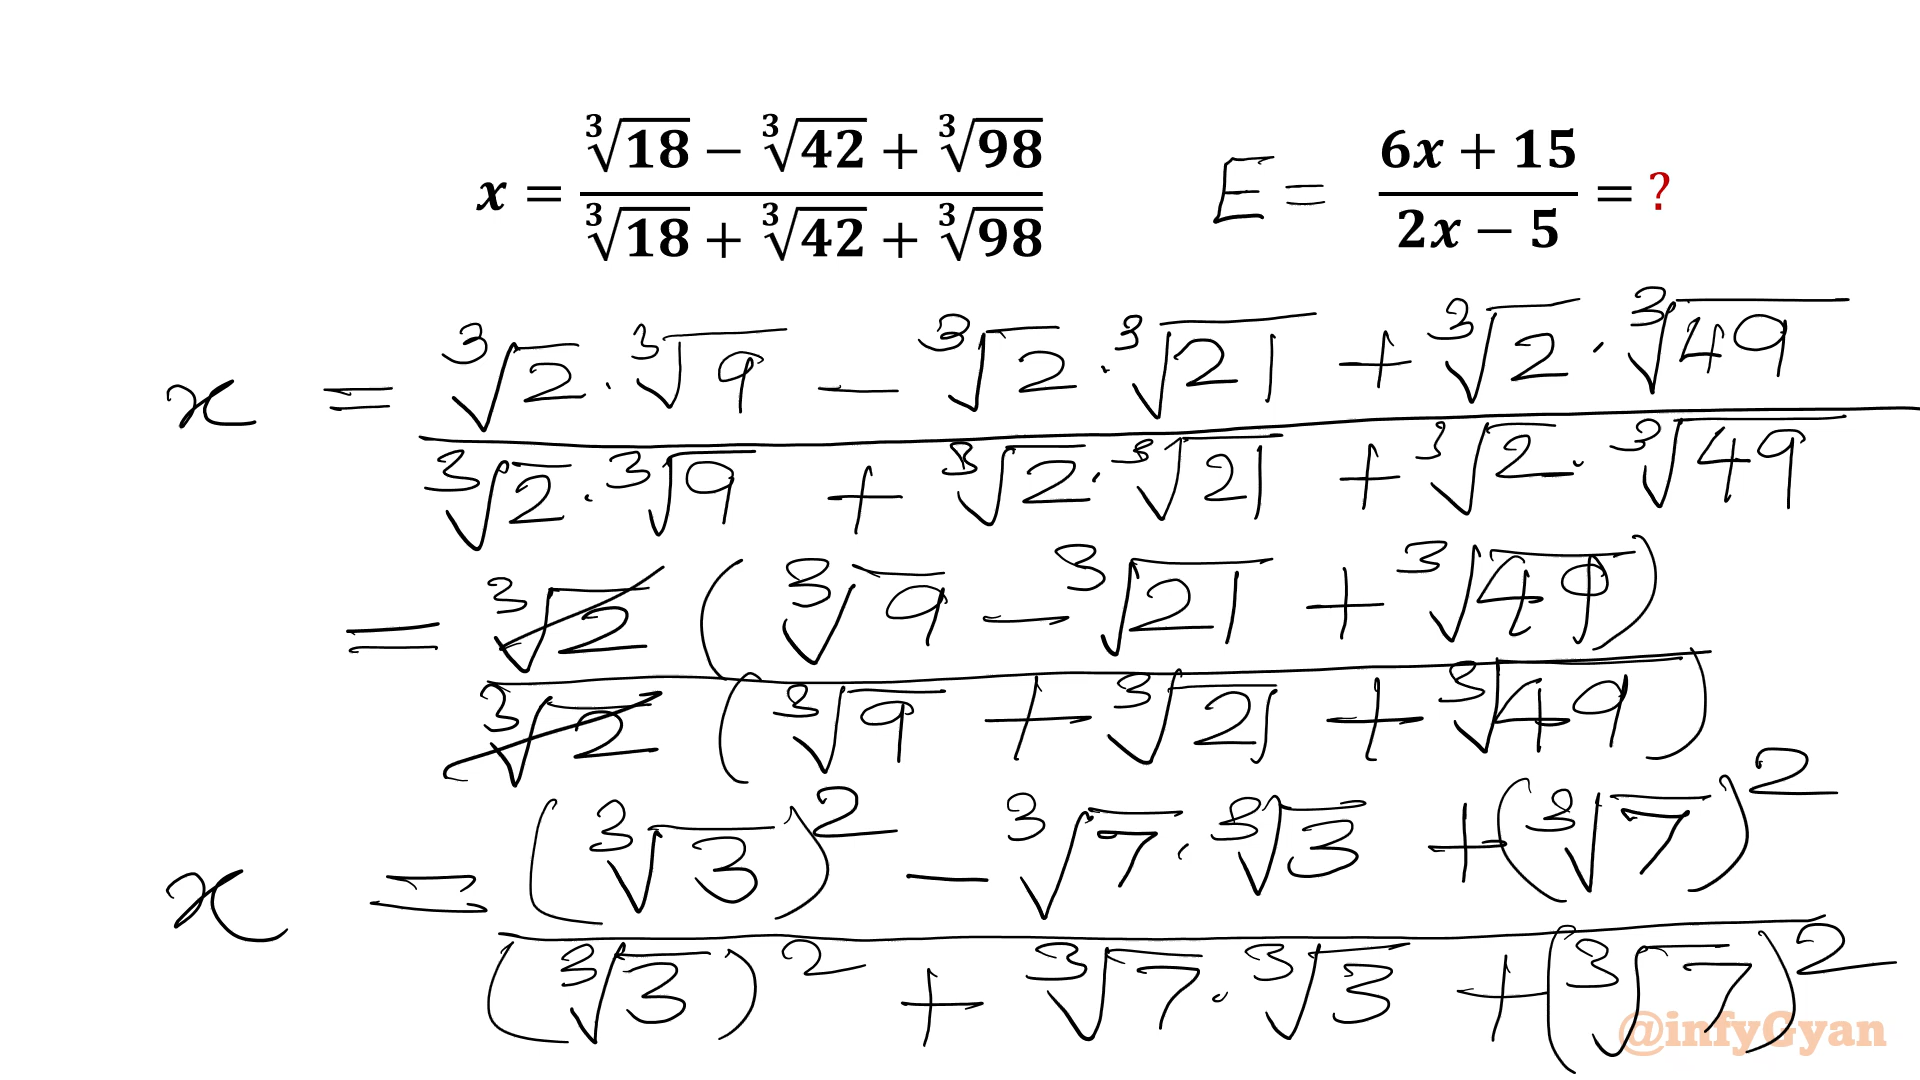 x = (∛18 − ∛42 + ∛98)/(∛18 + ∛42 + ∛98)   E = (6x + 15)/(2x − 5) = ?
x = (∛2 · ∛9 − ∛2 · ∛21 + ∛2 · ∛49)/(∛2 · ∛9 + ∛2 · ∛21 + ∛2 · ∛49)
= ∛2 (∛9 − ∛21 + ∛49)/∛2 (∛9 + ∛21 + ∛49)
x = ((∛3)² − ∛7 · ∛3 + (∛7)²)/((∛3)² + ∛7 · ∛3 + (∛7)²)
@infyGyan